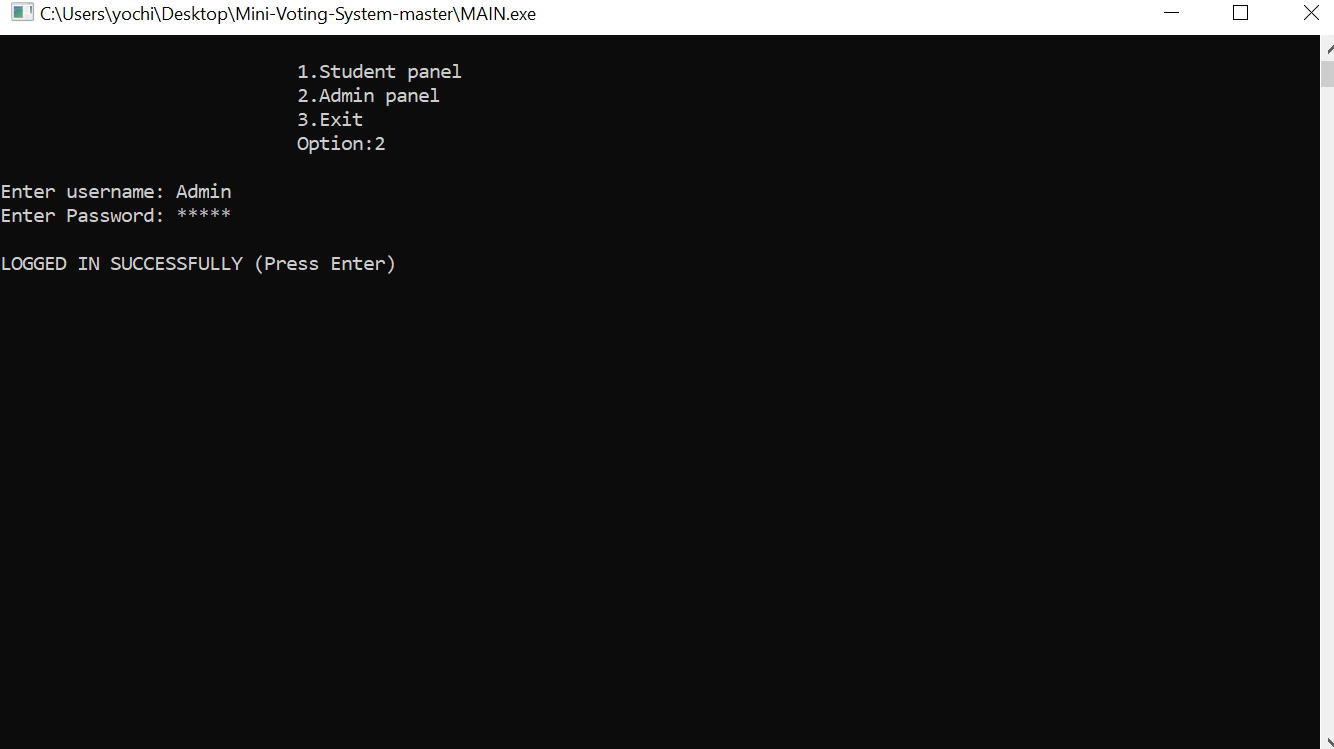 C:\Users\yochi\Desktop\Mini-Voting-System-master\MAIN.exe
1.Student panel
2.Admin panel
3.Exit
Option:2
Enter username: Admin
Enter Password: *****
LOGGED IN SUCCESSFULLY (Press Enter)